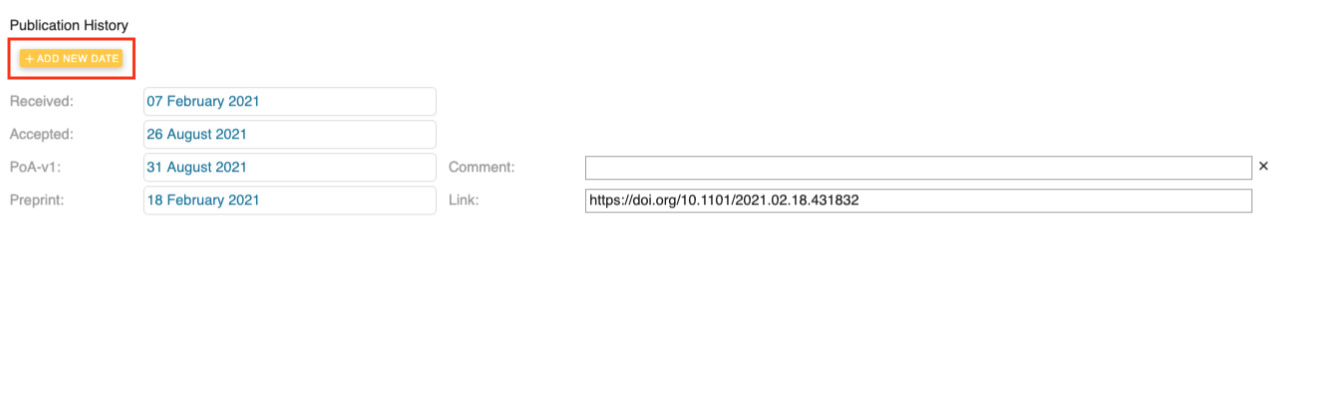 Publication History
+ ADD NEW DATE
Received: 07 February 2021
Accepted: 26 August 2021
PoA-v1: 31 August 2021 Comment: ×
Preprint: 18 February 2021 Link: https://doi.org/10.1101/2021.02.18.431832